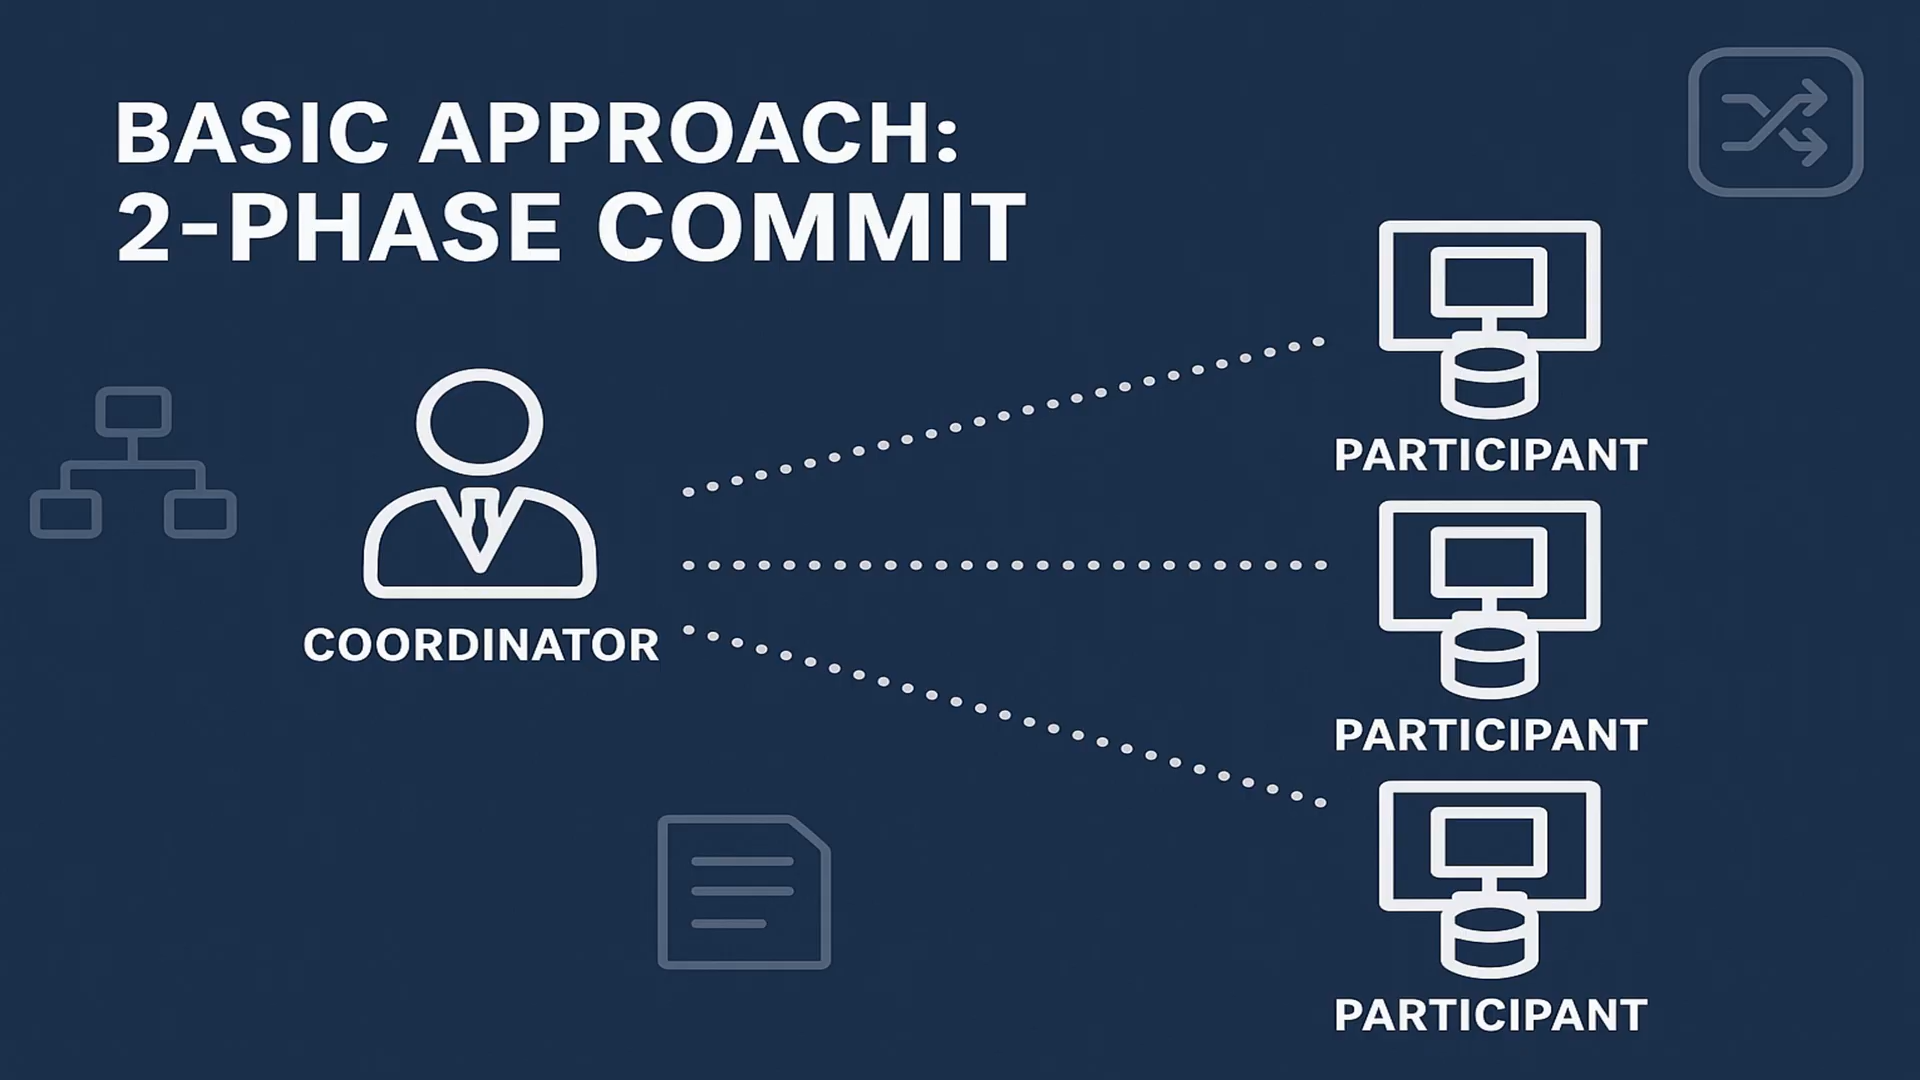 BASIC APPROACH:
2-PHASE COMMIT
COORDINATOR
PARTICIPANT
PARTICIPANT
PARTICIPANT